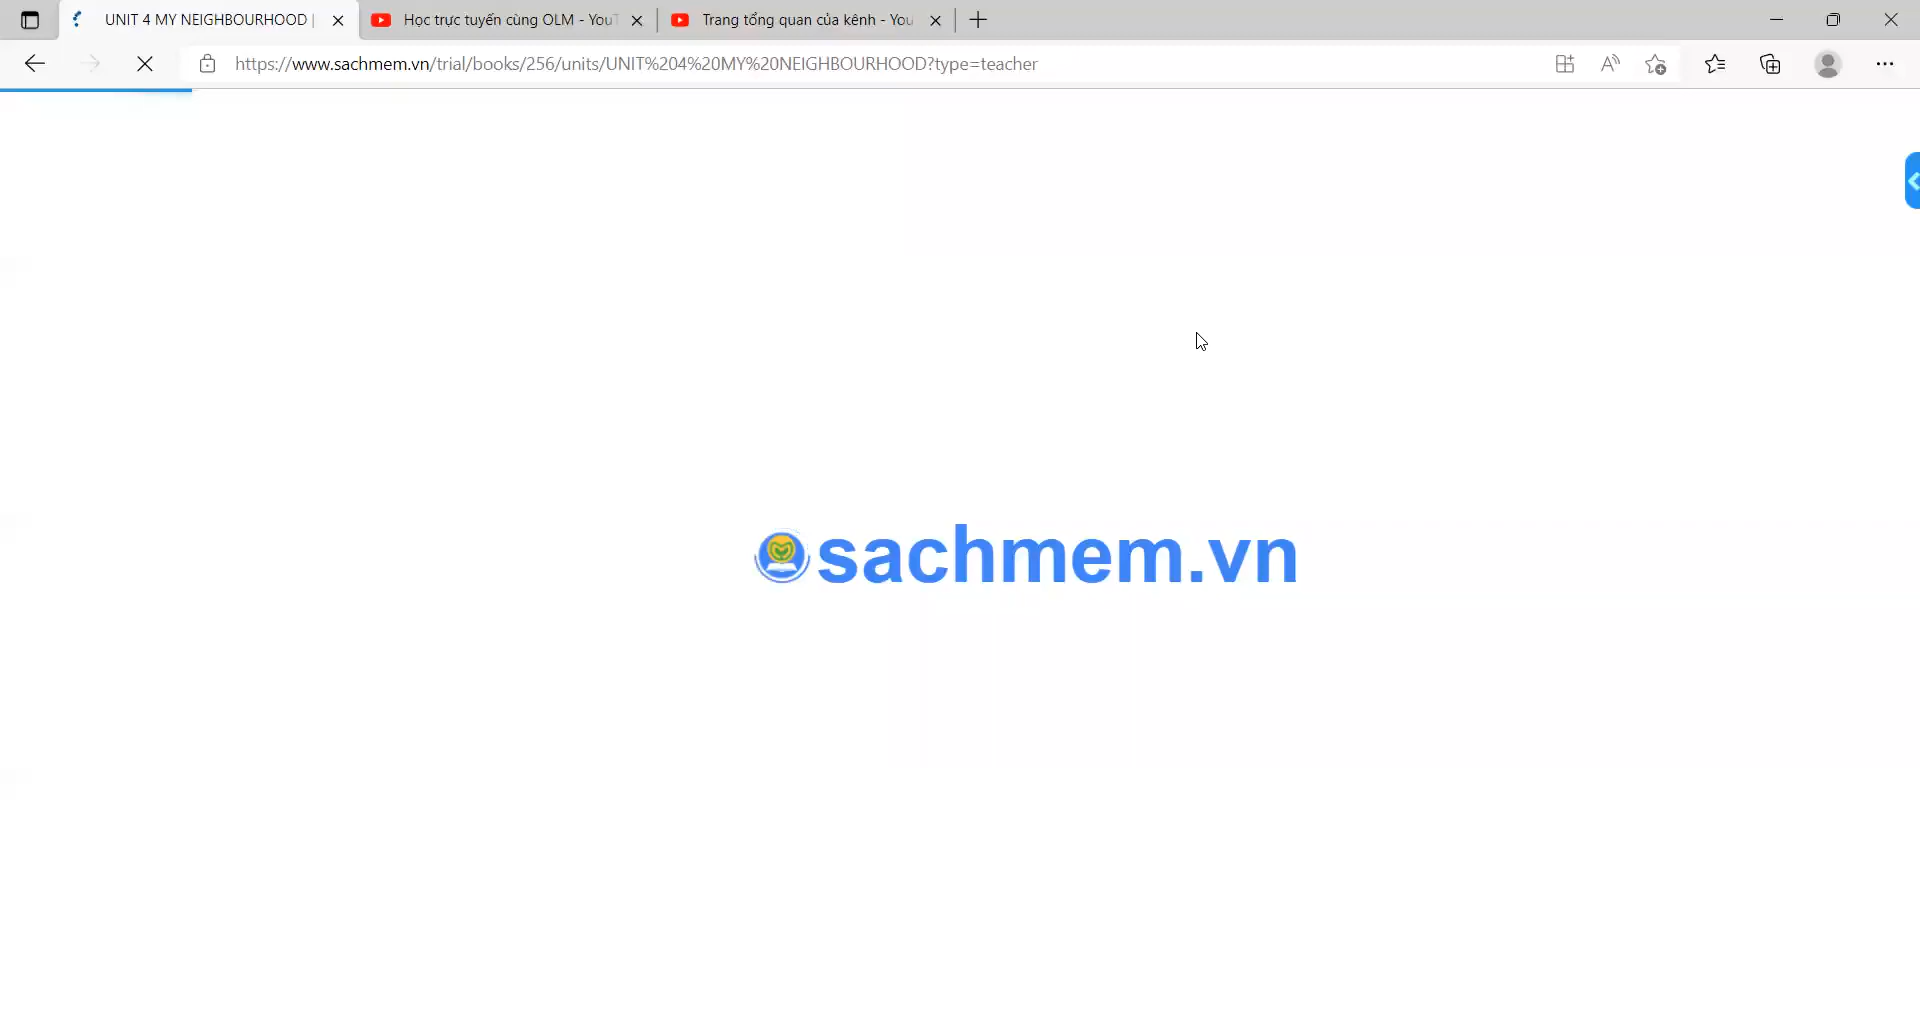 UNIT 4 MY NEIGHBOURHOOD |
Học trực tuyến cùng OLM - YouT
Trang tổng quan của kênh - You
https://www.sachmem.vn/trial/books/256/units/UNIT%204%20MY%20NEIGHBOURHOOD?type=teacher
sachmem.vn